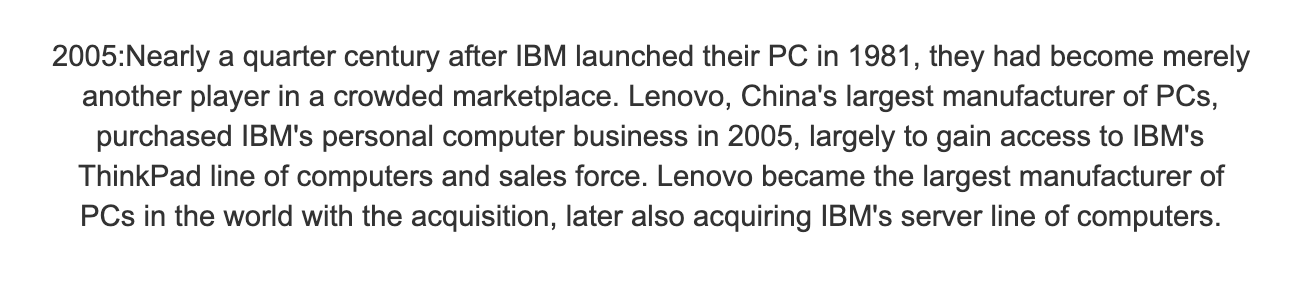 2005:Nearly a quarter century after IBM launched their PC in 1981, they had become merely
another player in a crowded marketplace. Lenovo, China's largest manufacturer of PCs,
purchased IBM's personal computer business in 2005, largely to gain access to IBM's
ThinkPad line of computers and sales force. Lenovo became the largest manufacturer of
PCs in the world with the acquisition, later also acquiring IBM's server line of computers.